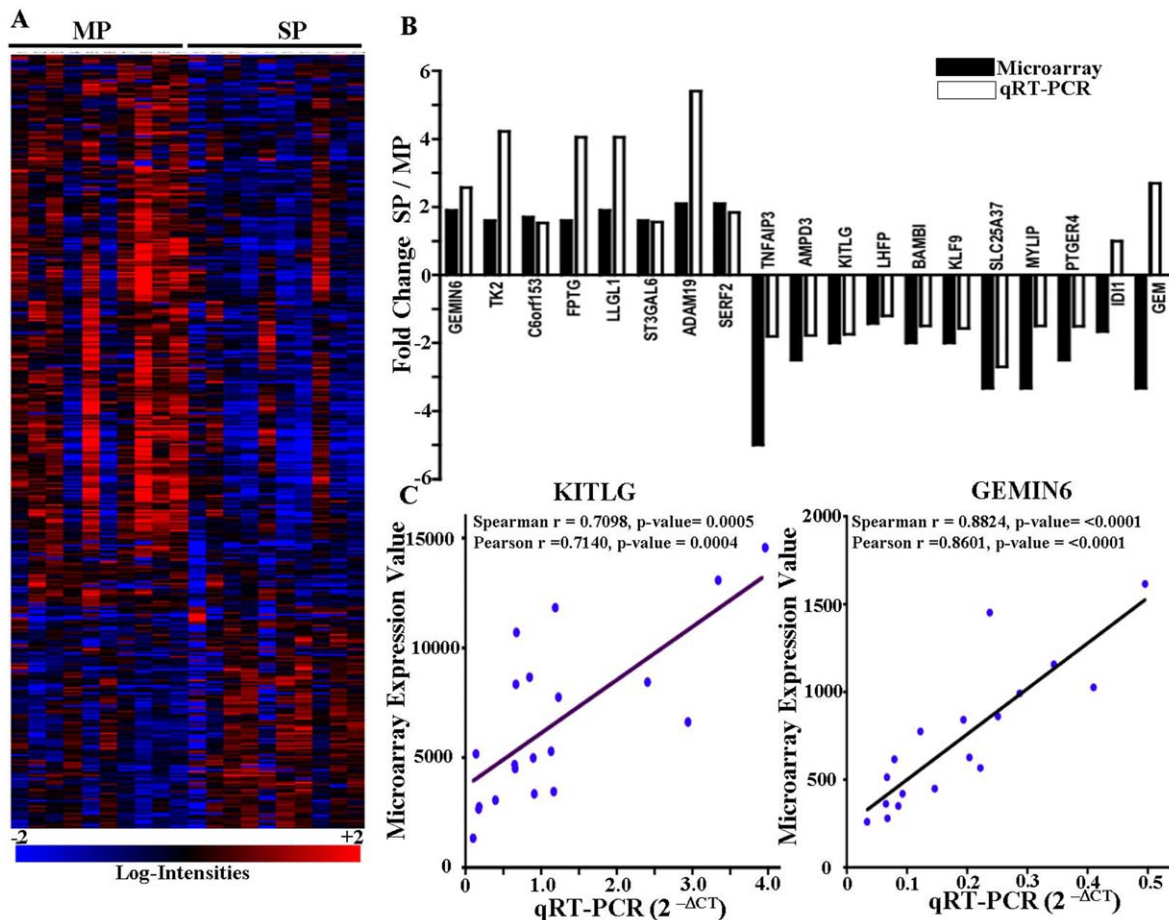 A
MP SP
-2 +2
Log-Intensities
B
Microarray
qRT-PCR
Fold Change SP / MP
6
4
2
0
-2
-4
-6
GEMIN6
TK2
C6orf153
FPTG
LLGL1
ST3GAL6
ADAM19
SERF2
TNFAIP3
AMPD3
KITLG
LHFP
BAMBI
KLF9
SLC25A37
MYLIP
PTGER4
IDI1
GEM
C
KITLG
Spearman r = 0.7098, p-value= 0.0005
Pearson r =0.7140, p-value = 0.0004
Microarray Expression Value
15000
10000
5000
0
0 1.0 2.0 3.0 4.0
qRT-PCR (2 –ΔCT)
GEMIN6
Spearman r = 0.8824, p-value= <0.0001
Pearson r =0.8601, p-value = <0.0001
Microarray Expression Value
2000
1500
1000
500
0
0 0.1 0.2 0.3 0.4 0.5
qRT-PCR (2 –ΔCT)